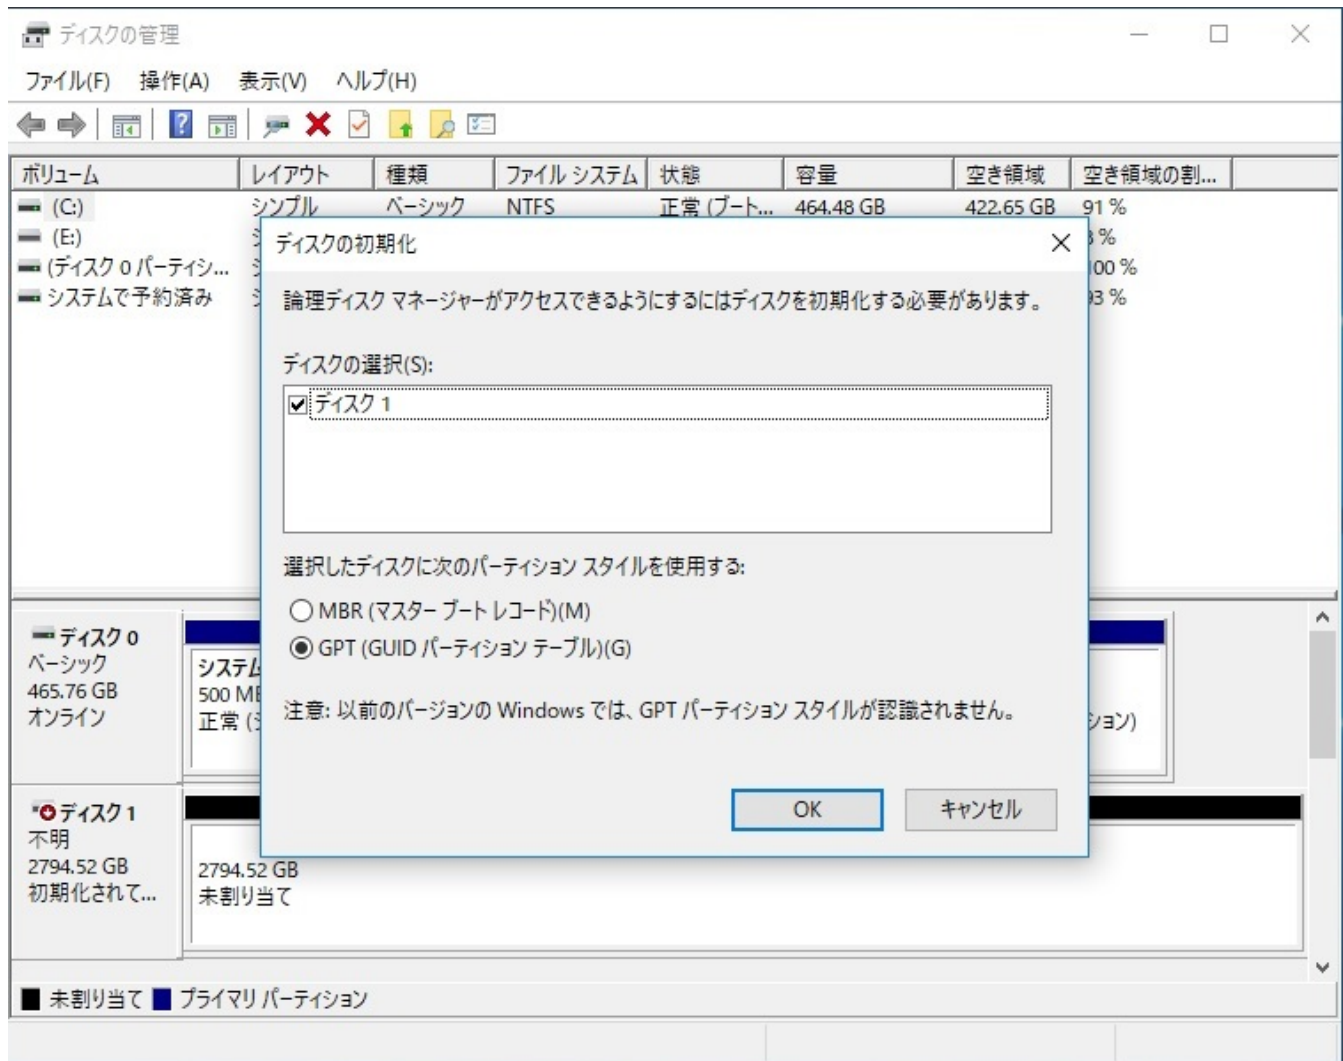 ディスクの管理
ファイル(F) 操作(A) 表示(V) ヘルプ(H)
ボリューム レイアウト 種類 ファイル システム 状態 容量 空き領域 空き領域の割...
(C:) シンプル ベーシック NTFS 正常 (ブート... 464.48 GB 422.65 GB 91 %
(E:) %
(ディスク 0 パーティシ... 00 %
システムで予約済み 93 %
ディスクの初期化
論理ディスク マネージャーがアクセスできるようにするにはディスクを初期化する必要があります。
ディスクの選択(S):
ディスク 1
選択したディスクに次のパーティション スタイルを使用する:
MBR (マスター ブート レコード)(M)
GPT (GUID パーティション テーブル)(G)
注意: 以前のバージョンの Windows では、GPT パーティション スタイルが認識されません。
OK キャンセル
ディスク 0
ベーシック
465.76 GB
オンライン
システム
500 MB
正常 (
ション)
ディスク 1
不明
2794.52 GB
初期化されて...
2794.52 GB
未割り当て
未割り当て プライマリ パーティション